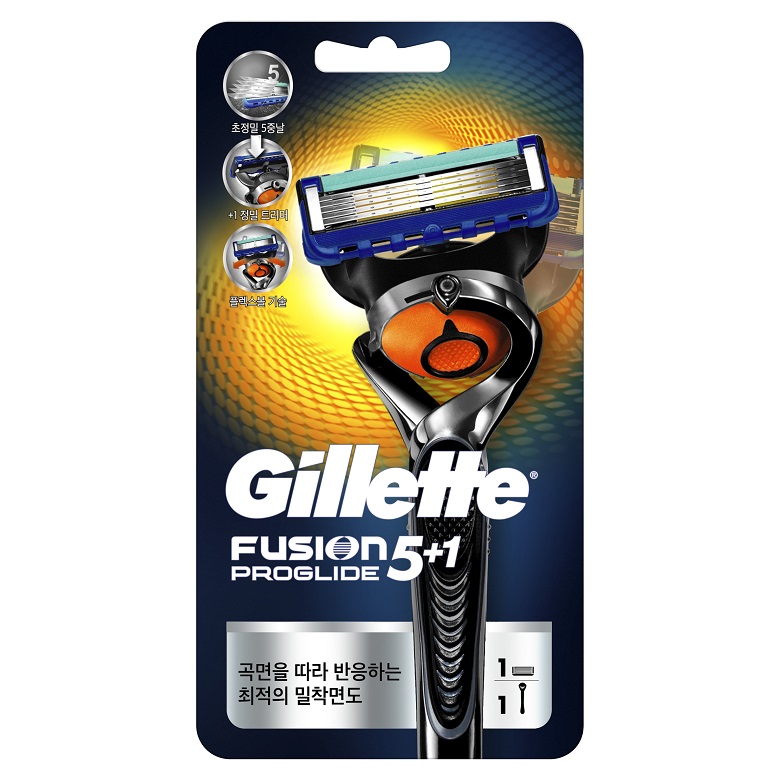 5
초정밀 5중날
+1 정밀 트리머
플렉스볼 기술
Gillette®
FUSION
PROGLIDE 5+1
곡면을 따라 반응하는
최적의 밀착면도
1
1